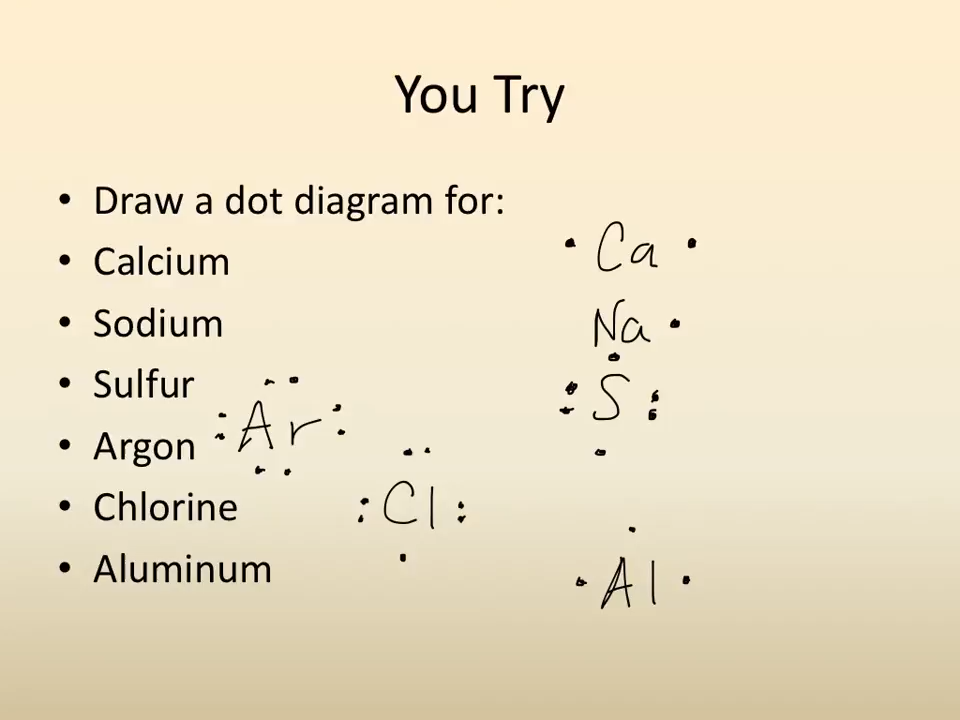 You Try
• Draw a dot diagram for:
• Calcium
Ca
• Sodium
Na
• Sulfur
S
• Argon
Ar
• Chlorine
Cl
• Aluminum
Al